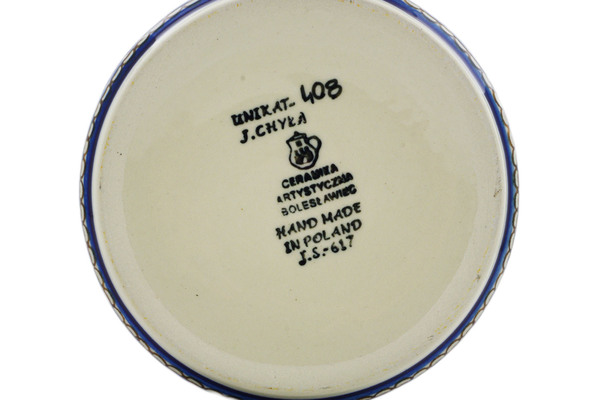 UNIKAT- 408
J. CHYŁA
CERAMIKA
ARTYSTYCZNA
BOLESŁAWIEC
HAND MADE
IN POLAND
J.S.-617